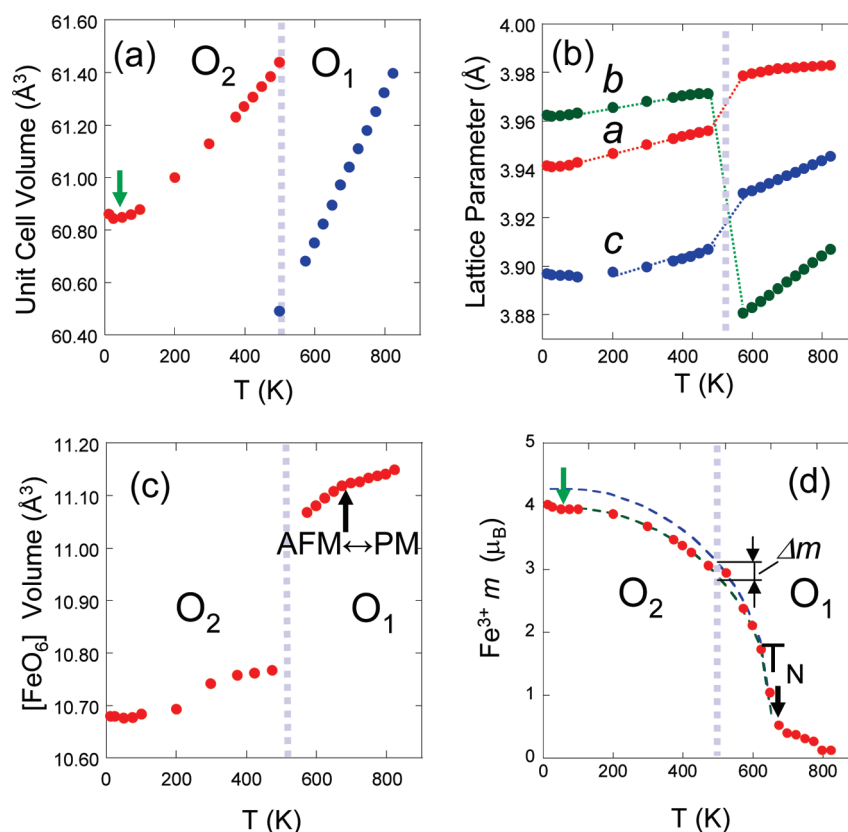 (a)
O2
O1
Unit Cell Volume (Å³)
61.60
61.40
61.20
61.00
60.80
60.60
60.40
0 200 400 600 800
T (K)
(b)
b
a
c
Lattice Parameter (Å)
4.00
3.98
3.96
3.94
3.92
3.90
3.88
0 200 400 600 800
T (K)
(c)
AFM↔PM
O2
O1
[FeO6] Volume (Å³)
11.20
11.10
11.00
10.90
10.80
10.70
10.60
0 200 400 600 800
T (K)
(d)
Δm
O2
O1
TN
Fe3+ m (μB)
5
4
3
2
1
0
0 200 400 600 800
T (K)